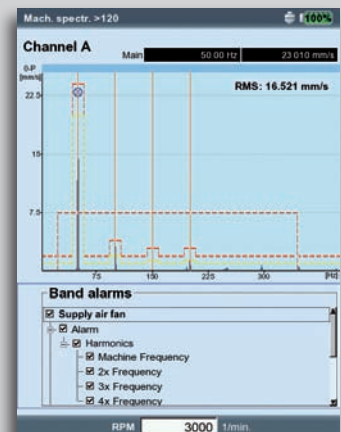 Mach. spectr. >120 100%
Channel A
Main 50.00 Hz 23.010 mm/s
0-P
[mm/s]
RMS: 16.521 mm/s
22.5
15
7.5
75 150 225 300 [Hz]
Band alarms
Supply air fan
Alarm
Harmonics
Machine Frequency
2x Frequency
3x Frequency
4x Frequency
RPM 3000 1/min.